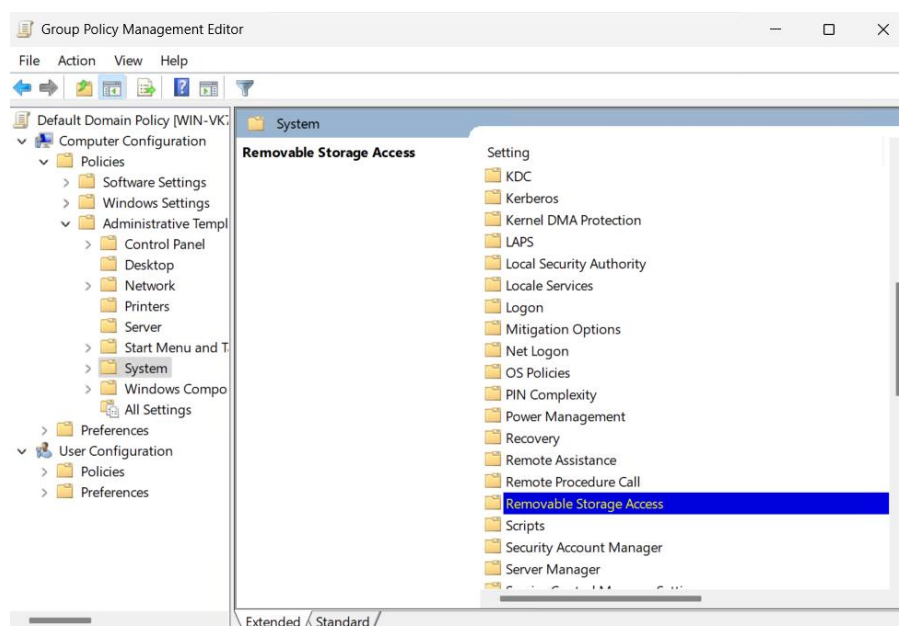 Group Policy Management Editor
File Action View Help
Default Domain Policy [WIN-VK7
Computer Configuration
Policies
Software Settings
Windows Settings
Administrative Templ
Control Panel
Desktop
Network
Printers
Server
Start Menu and T
System
Windows Compo
All Settings
Preferences
User Configuration
Policies
Preferences
System
Removable Storage Access
Setting
KDC
Kerberos
Kernel DMA Protection
LAPS
Local Security Authority
Locale Services
Logon
Mitigation Options
Net Logon
OS Policies
PIN Complexity
Power Management
Recovery
Remote Assistance
Remote Procedure Call
Removable Storage Access
Scripts
Security Account Manager
Server Manager
Extended Standard